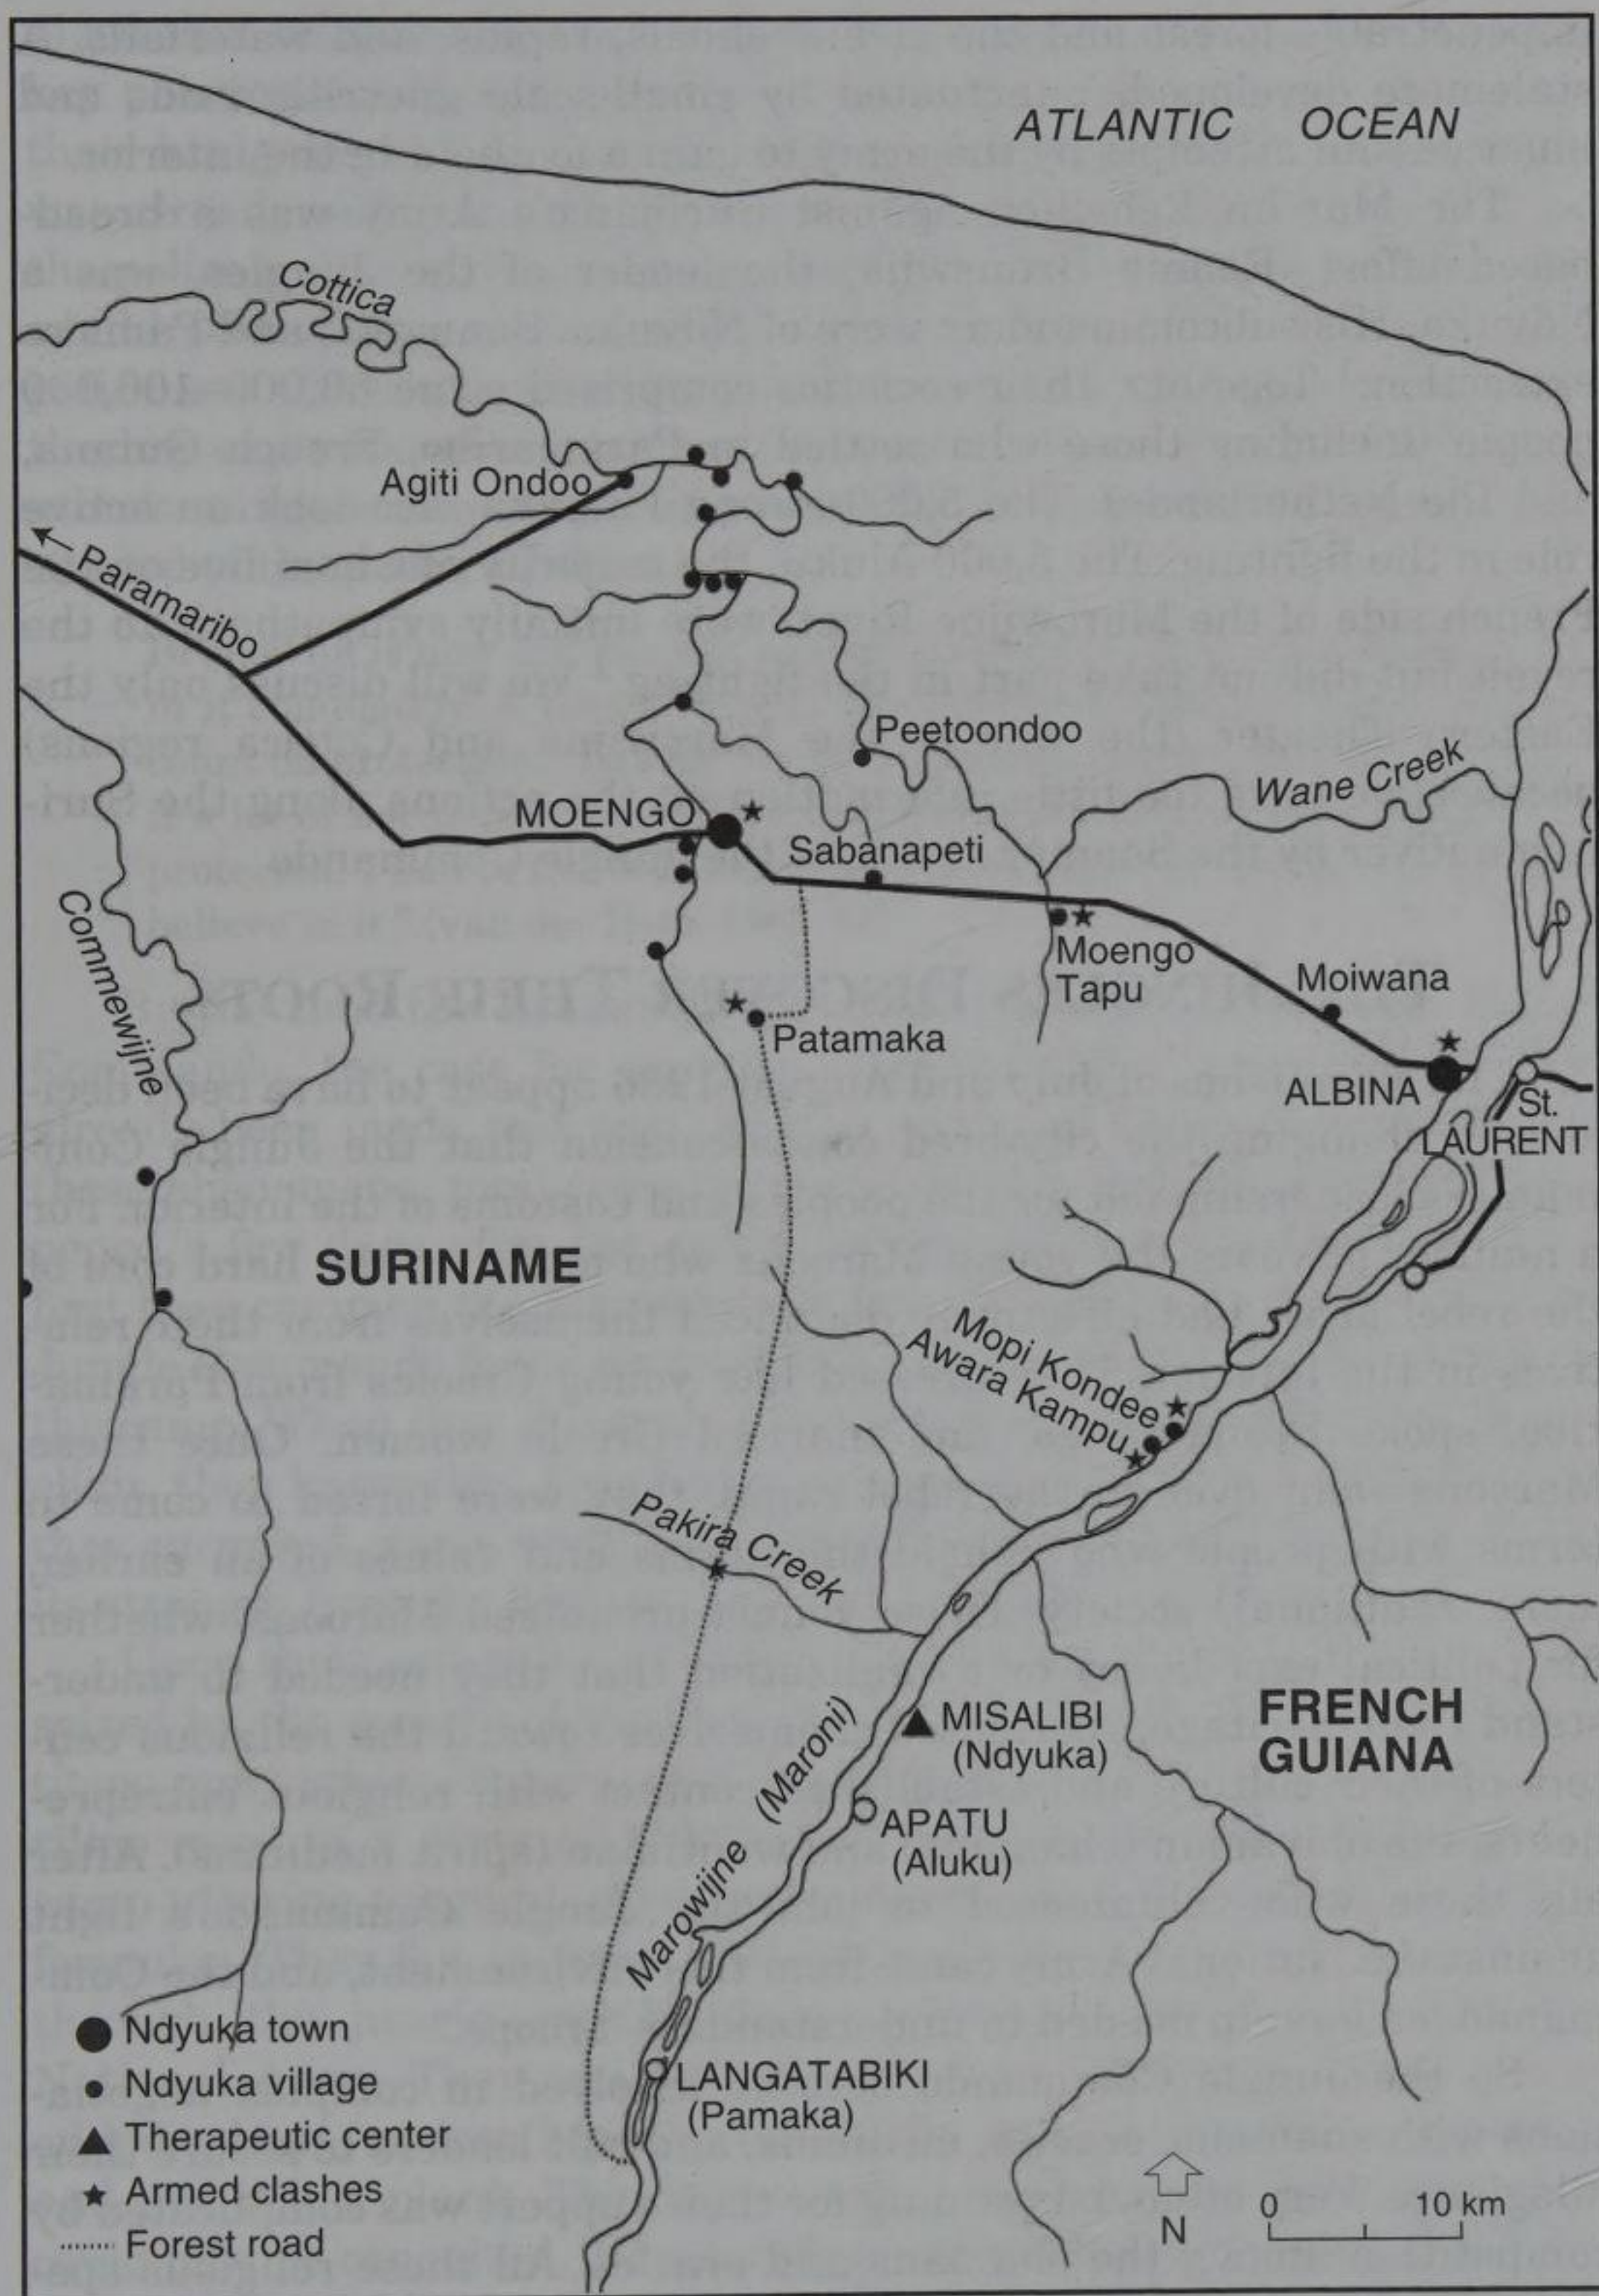 ATLANTIC OCEAN
Cottica
Agiti Ondoo
Paramaribo
Peetoondoo
Wane Creek
MOENGO
Sabanapeti
Commewijne
Moengo
Tapu
Moiwana
Patamaka
ALBINA
St.
LAURENT
SURINAME
Mopi Kondee
Awara Kampu
Pakira Creek
MISALIBI
(Ndyuka)
FRENCH
GUIANA
Marowijne (Maroni)
APATU
(Aluku)
LANGATABIKI
(Pamaka)
Ndyuka town
Ndyuka village
Therapeutic center
Armed clashes
Forest road
N
0 10 km